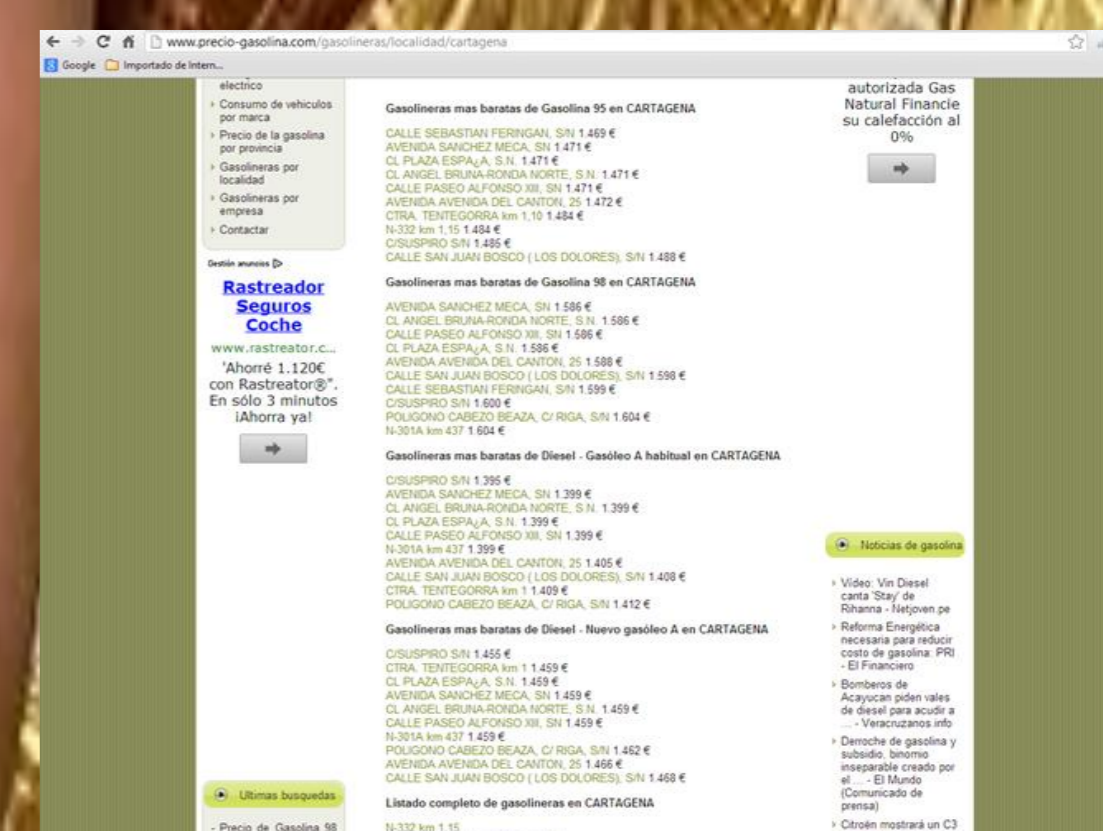 www.precio-gasolina.com/gasolineras/localidad/cartagena
Google Importado de Intern...
electrico
Consumo de vehiculos
por marca
Precio de la gasolina
por provincia
Gasolineras por
localidad
Gasolineras por
empresa
Contactar
Gestión anuncios
Rastreador
Seguros
Coche
www.rastreator.c...
'Ahorré 1.120€
con Rastreator®".
En sólo 3 minutos
¡Ahorra ya!
Ultimas busquedas
- Precio de Gasolina 98
Gasolineras mas baratas de Gasolina 95 en CARTAGENA
CALLE SEBASTIAN FERINGAN, S/N 1.469 €
AVENIDA SANCHEZ MECA, SN 1.471 €
CL PLAZA ESPA¿A, S.N. 1.471 €
CL ANGEL BRUNA-RONDA NORTE, S.N. 1.471 €
CALLE PASEO ALFONSO XIII, SN 1.471 €
AVENIDA AVENIDA DEL CANTON, 25 1.472 €
CTRA. TENTEGORRA km 1,10 1.484 €
N-332 km 1,15 1.484 €
C/SUSPIRO S/N 1.485 €
CALLE SAN JUAN BOSCO ( LOS DOLORES), S/N 1.488 €
Gasolineras mas baratas de Gasolina 98 en CARTAGENA
AVENIDA SANCHEZ MECA, SN 1.586 €
CL ANGEL BRUNA-RONDA NORTE, S.N. 1.586 €
CALLE PASEO ALFONSO XIII, SN 1.586 €
CL PLAZA ESPA¿A, S.N. 1.586 €
AVENIDA AVENIDA DEL CANTON, 25 1.588 €
CALLE SAN JUAN BOSCO ( LOS DOLORES), S/N 1.598 €
CALLE SEBASTIAN FERINGAN, S/N 1.599 €
C/SUSPIRO S/N 1.600 €
POLIGONO CABEZO BEAZA, C/ RIGA, S/N 1.604 €
N-301A km 437 1.604 €
Gasolineras mas baratas de Diesel - Gasóleo A habitual en CARTAGENA
C/SUSPIRO S/N 1.395 €
AVENIDA SANCHEZ MECA, SN 1.399 €
CL ANGEL BRUNA-RONDA NORTE, S.N. 1.399 €
CL PLAZA ESPA¿A, S.N. 1.399 €
CALLE PASEO ALFONSO XIII, SN 1.399 €
N-301A km 437 1.399 €
AVENIDA AVENIDA DEL CANTON, 25 1.405 €
CALLE SAN JUAN BOSCO ( LOS DOLORES), S/N 1.408 €
CTRA. TENTEGORRA km 1 1.409 €
POLIGONO CABEZO BEAZA, C/ RIGA, S/N 1.412 €
Gasolineras mas baratas de Diesel - Nuevo gasóleo A en CARTAGENA
C/SUSPIRO S/N 1.455 €
CTRA. TENTEGORRA km 1 1.459 €
CL PLAZA ESPA¿A, S.N. 1.459 €
AVENIDA SANCHEZ MECA, SN 1.459 €
CL ANGEL BRUNA-RONDA NORTE, S.N. 1.459 €
CALLE PASEO ALFONSO XIII, SN 1.459 €
N-301A km 437 1.459 €
POLIGONO CABEZO BEAZA, C/ RIGA, S/N 1.462 €
AVENIDA AVENIDA DEL CANTON, 25 1.466 €
CALLE SAN JUAN BOSCO ( LOS DOLORES), S/N 1.468 €
Listado completo de gasolineras en CARTAGENA
N-332 km 1,15
autorizada Gas
Natural Financie
su calefacción al
0%
Noticias de gasolina
Vídeo: Vin Diesel
canta 'Stay' de
Rihanna - Netjoven.pe
Reforma Energética
necesaria para reducir
costo de gasolina: PRI
- El Financiero
Bomberos de
Acayucan piden vales
de diesel para acudir a
... - Veracruzanos.info
Derroche de gasolina y
subsidio, binomio
inseparable creado por
el ... - El Mundo
(Comunicado de
prensa)
Citroën mostrará un C3